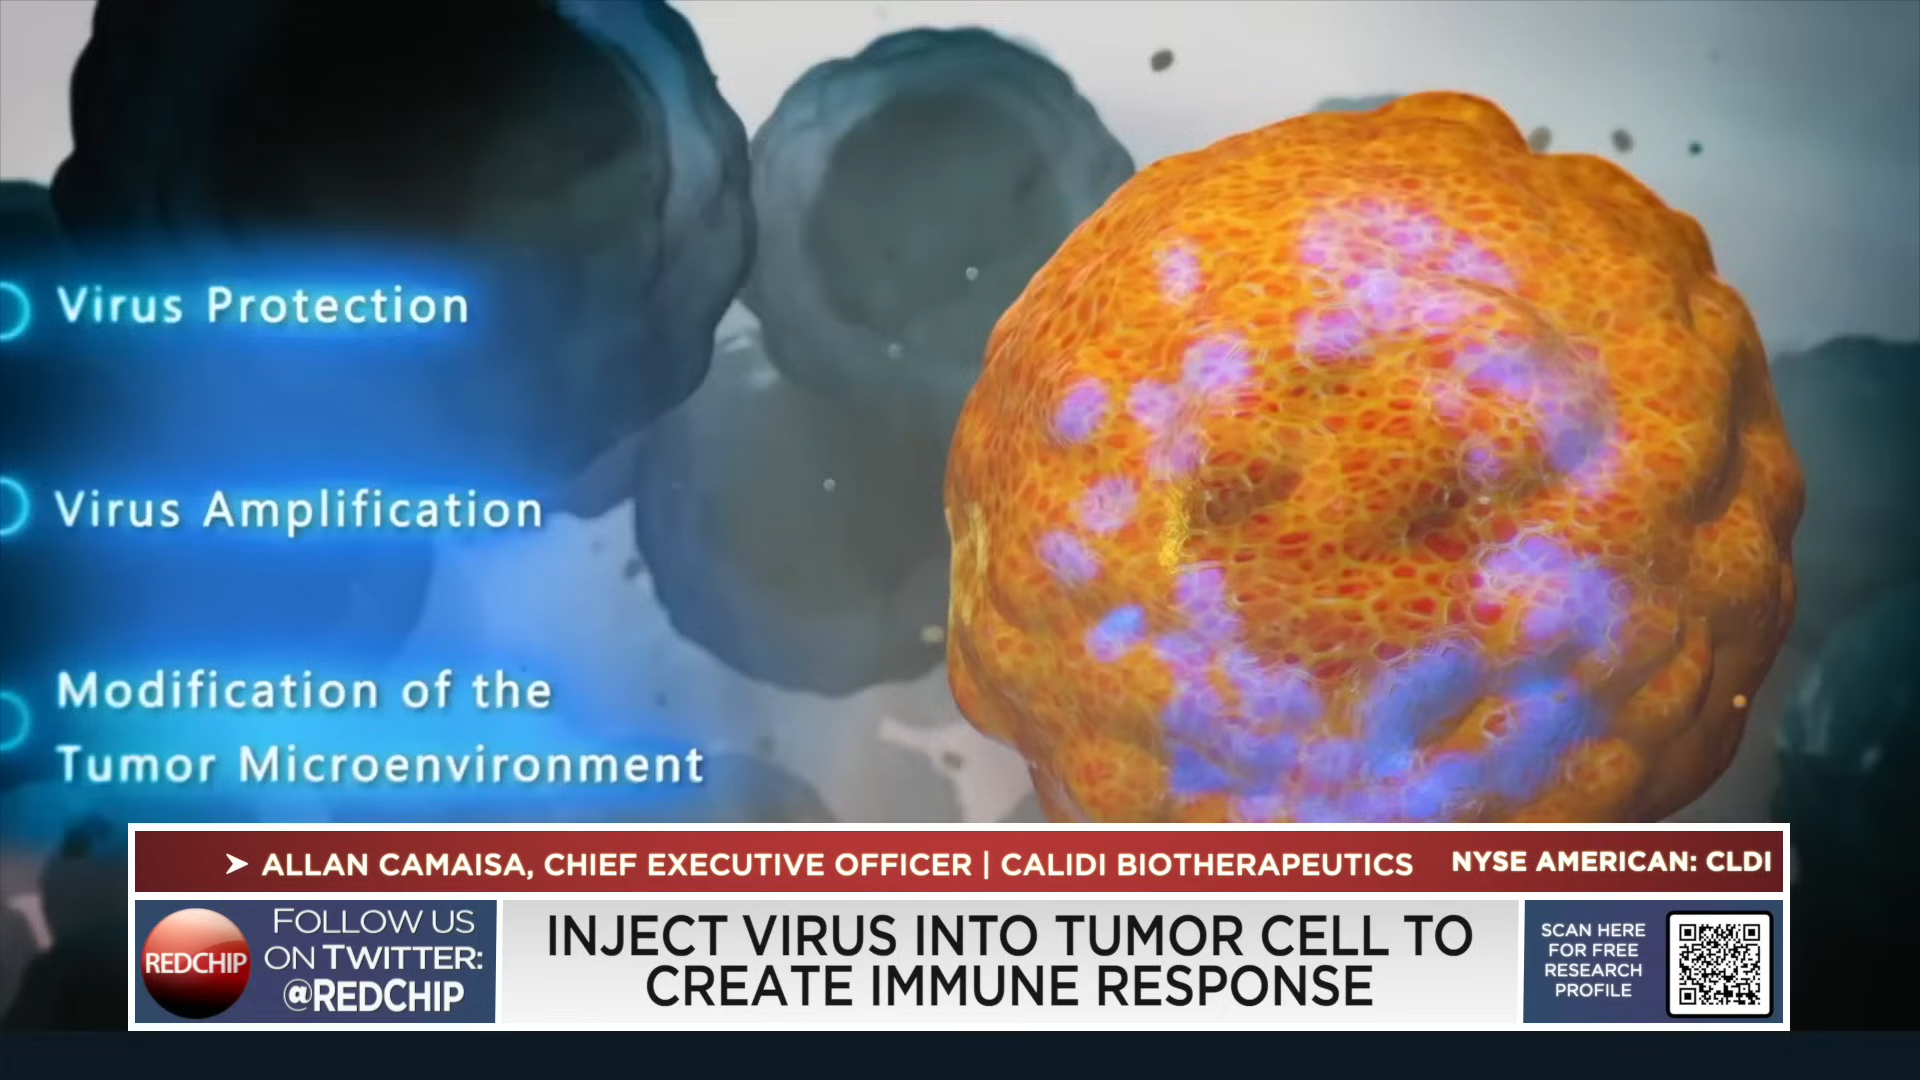 Virus Protection
Virus Amplification
Modification of the
Tumor Microenvironment
➤ ALLAN CAMAISA, CHIEF EXECUTIVE OFFICER | CALIDI BIOTHERAPEUTICS
NYSE AMERICAN: CLDI
REDCHIP
FOLLOW US
ON TWITTER:
@REDCHIP
INJECT VIRUS INTO TUMOR CELL TO
CREATE IMMUNE RESPONSE
SCAN HERE
FOR FREE
RESEARCH
PROFILE